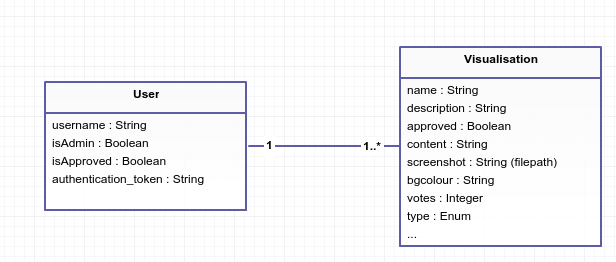 User
username : String
isAdmin : Boolean
isApproved : Boolean
authentication_token : String
1
1..*
Visualisation
name : String
description : String
approved : Boolean
content : String
screenshot : String (filepath)
bgcolour : String
votes : Integer
type : Enum
...